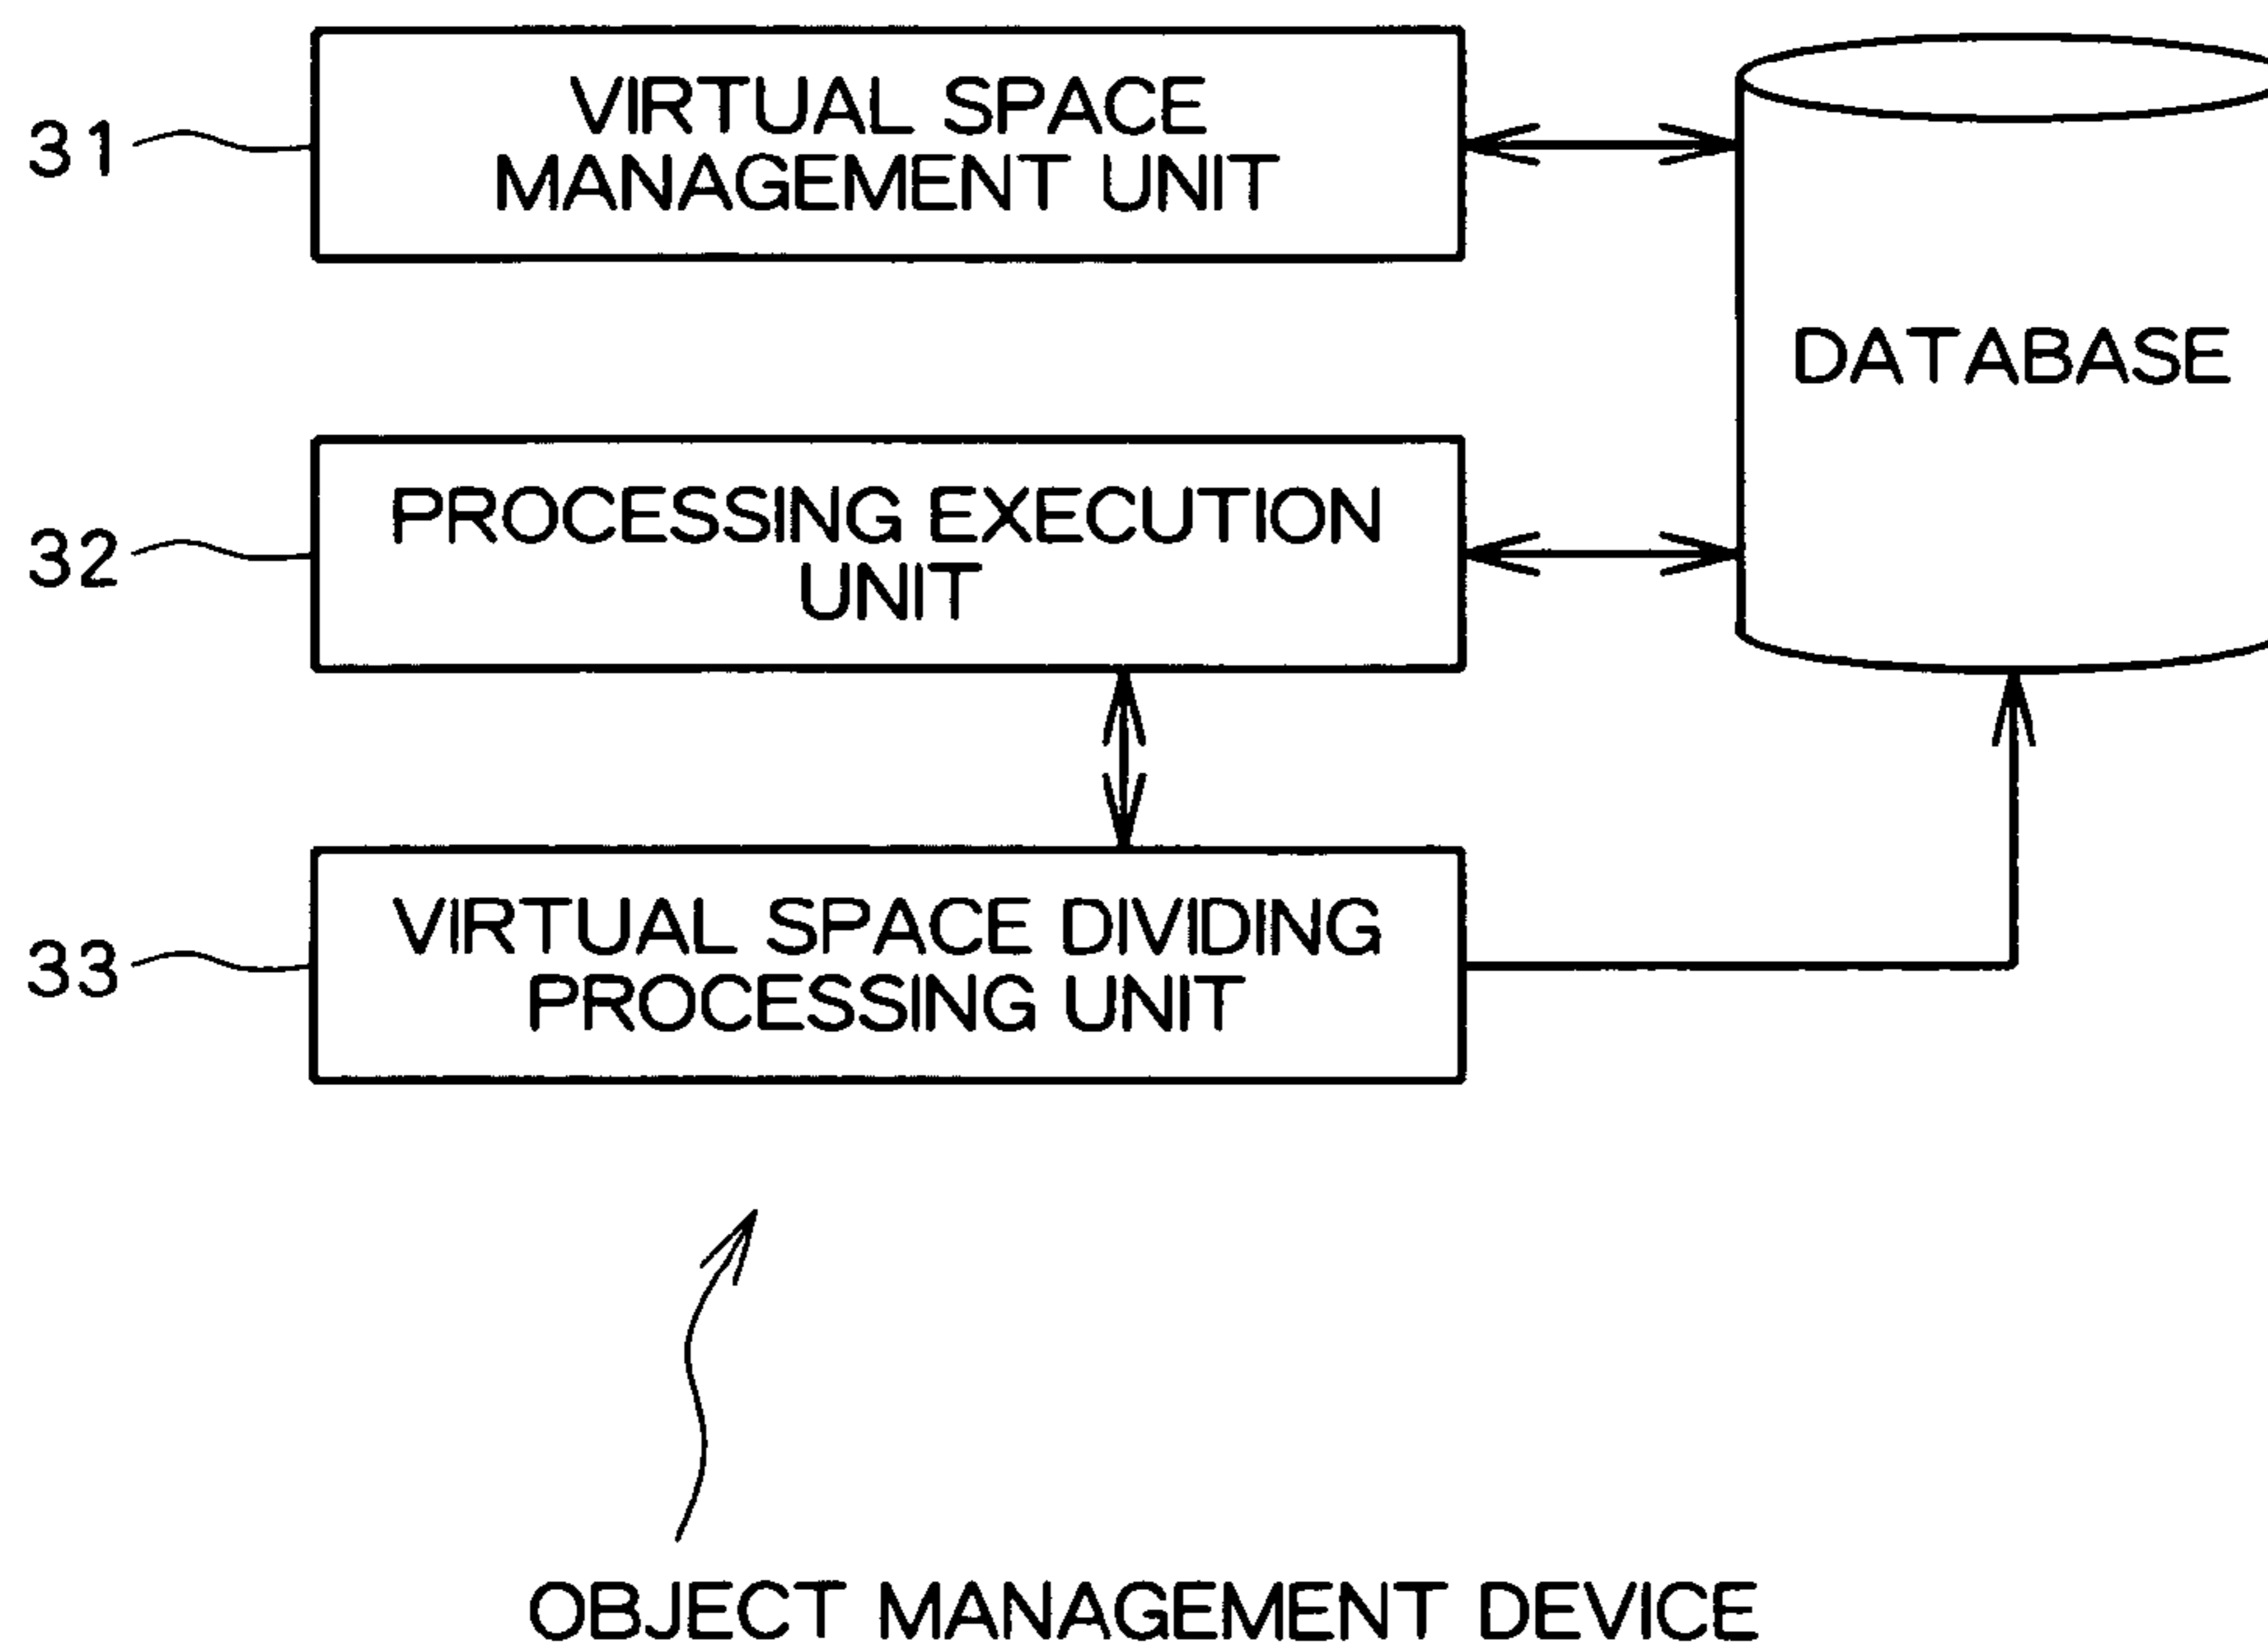 31
VIRTUAL SPACE
MANAGEMENT UNIT
DATABASE
32
PROCESSING EXECUTION
UNIT
33
VIRTUAL SPACE DIVIDING
PROCESSING UNIT
OBJECT MANAGEMENT DEVICE